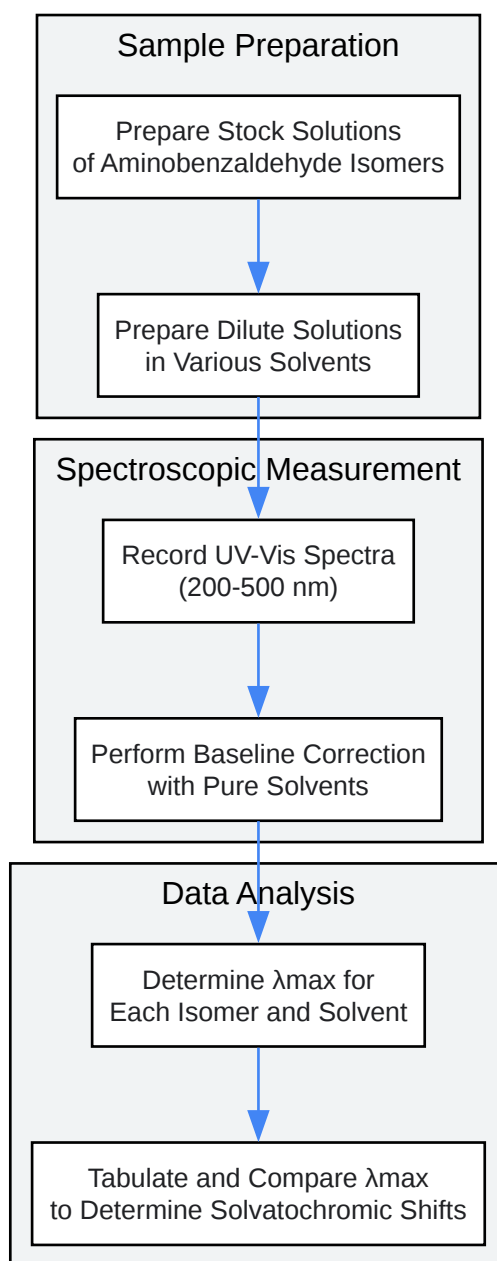 Sample Preparation
Prepare Stock Solutions
of Aminobenzaldehyde Isomers
Prepare Dilute Solutions
in Various Solvents
Spectroscopic Measurement
Record UV-Vis Spectra
(200-500 nm)
Perform Baseline Correction
with Pure Solvents
Data Analysis
Determine λmax for
Each Isomer and Solvent
Tabulate and Compare λmax
to Determine Solvatochromic Shifts